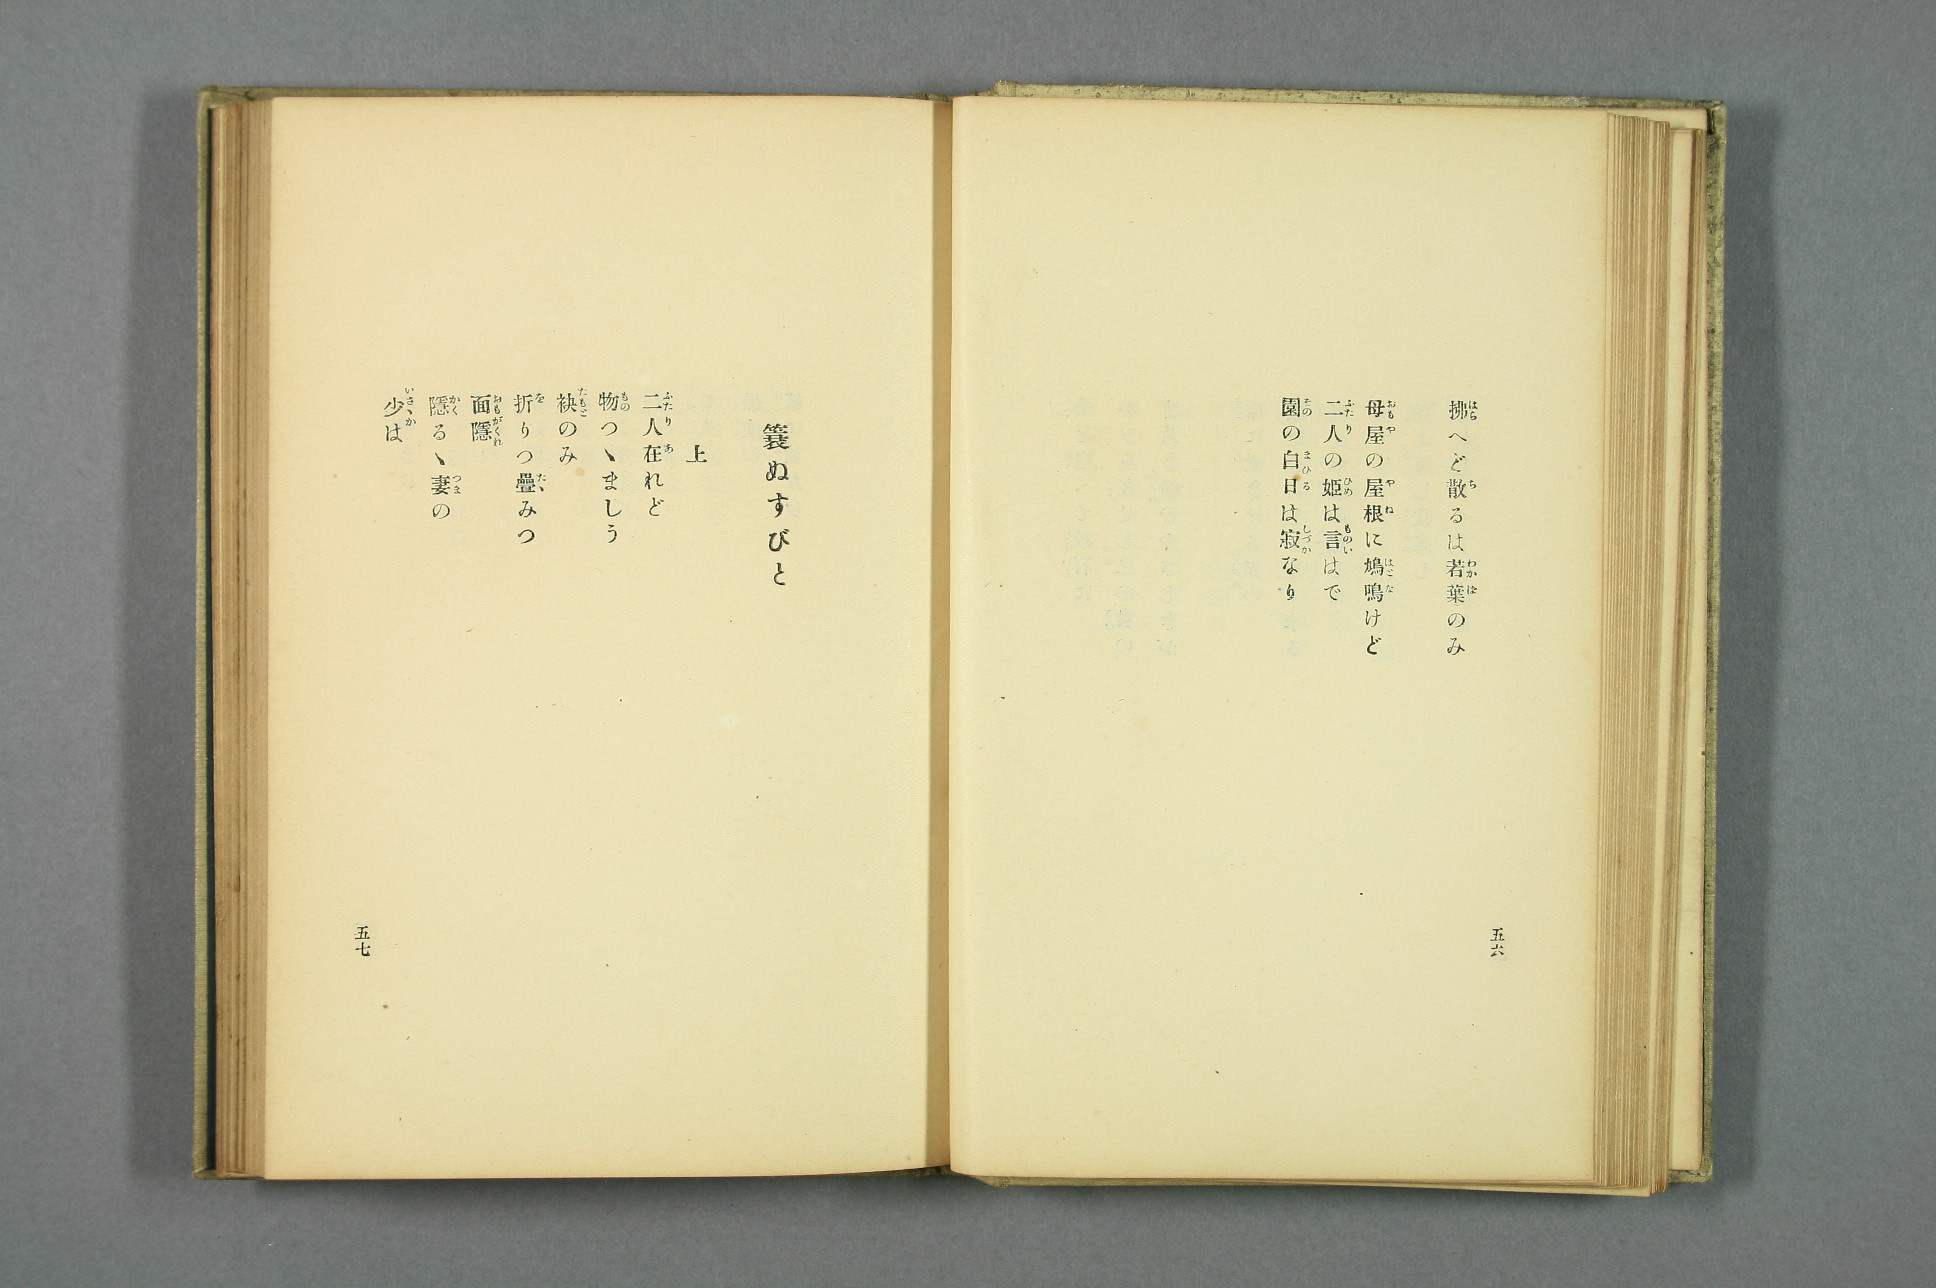 拂へど散るは若葉のみ
母屋の屋根に鳩鳴けど
二人の姫は言はで
園の白日は寂なり
五六
簑ぬすびと
上
二人在れど
物つゝましう
袂のみ
折りつ疊みつ
面隱
隱るゝ妻の
少は
五七